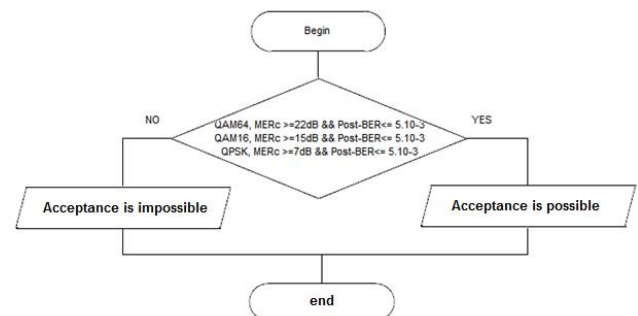 Begin
NO
YES
QAM64, MERc >=22dB && Post-BER<= 5.10-3
QAM16, MERc >=15dB && Post-BER<= 5.10-3
QPSK, MERc >=7dB && Post-BER<= 5.10-3
Acceptance is impossible
Acceptance is possible
end